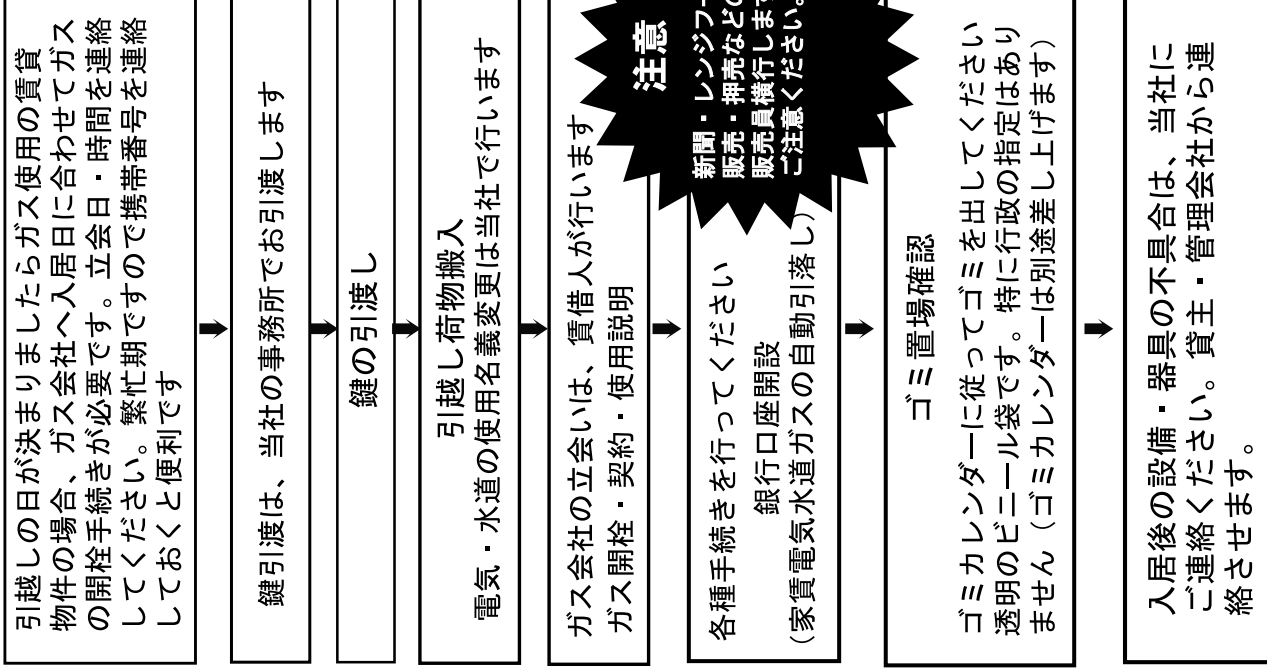 引越しの日が決まりましたらガス使用の賃貸
物件の場合、ガス会社へ入居日に合わせてガス
の開栓手続きが必要です。立会日・時間を連絡
してください。繁忙期ですので携帯番号を連絡
しておくと便利です
鍵引渡は、当社の事務所でお引渡します
鍵の引渡し
引越し荷物搬入
電気・水道の使用名義変更は当社で行います
ガス会社の立会いは、賃借人が行います
ガス開栓・契約・使用説明
各種手続きを行ってください
銀行口座開設
（家賃電気水道ガスの自動引落し）
注意
新聞・レンジフ
販売・押売などの
販売員横行します
ご注意ください。
ゴミ置場確認
ゴミカレンダーに従ってゴミを出してください
透明のビニール袋です。特に行政の指定はあり
ません（ゴミカレンダーは別途差し上げます）
入居後の設備・器具の不具合は、当社に
ご連絡ください。貸主・管理会社から連
絡させます。